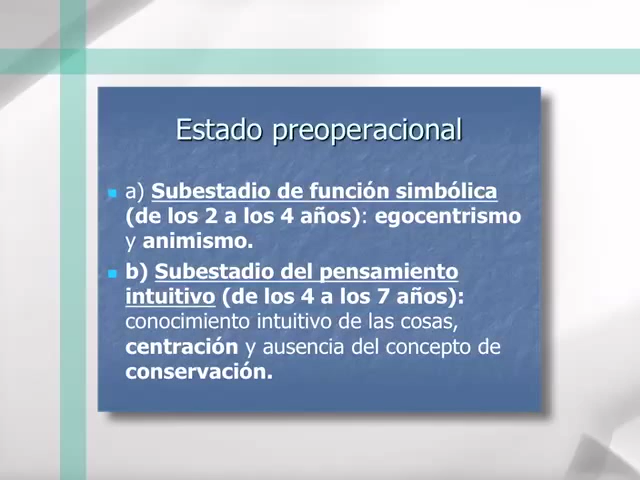 Estado preoperacional
a) Subestadio de función simbólica
(de los 2 a los 4 años): egocentrismo
y animismo.
b) Subestadio del pensamiento
intuitivo (de los 4 a los 7 años):
conocimiento intuitivo de las cosas,
centración y ausencia del concepto de
conservación.